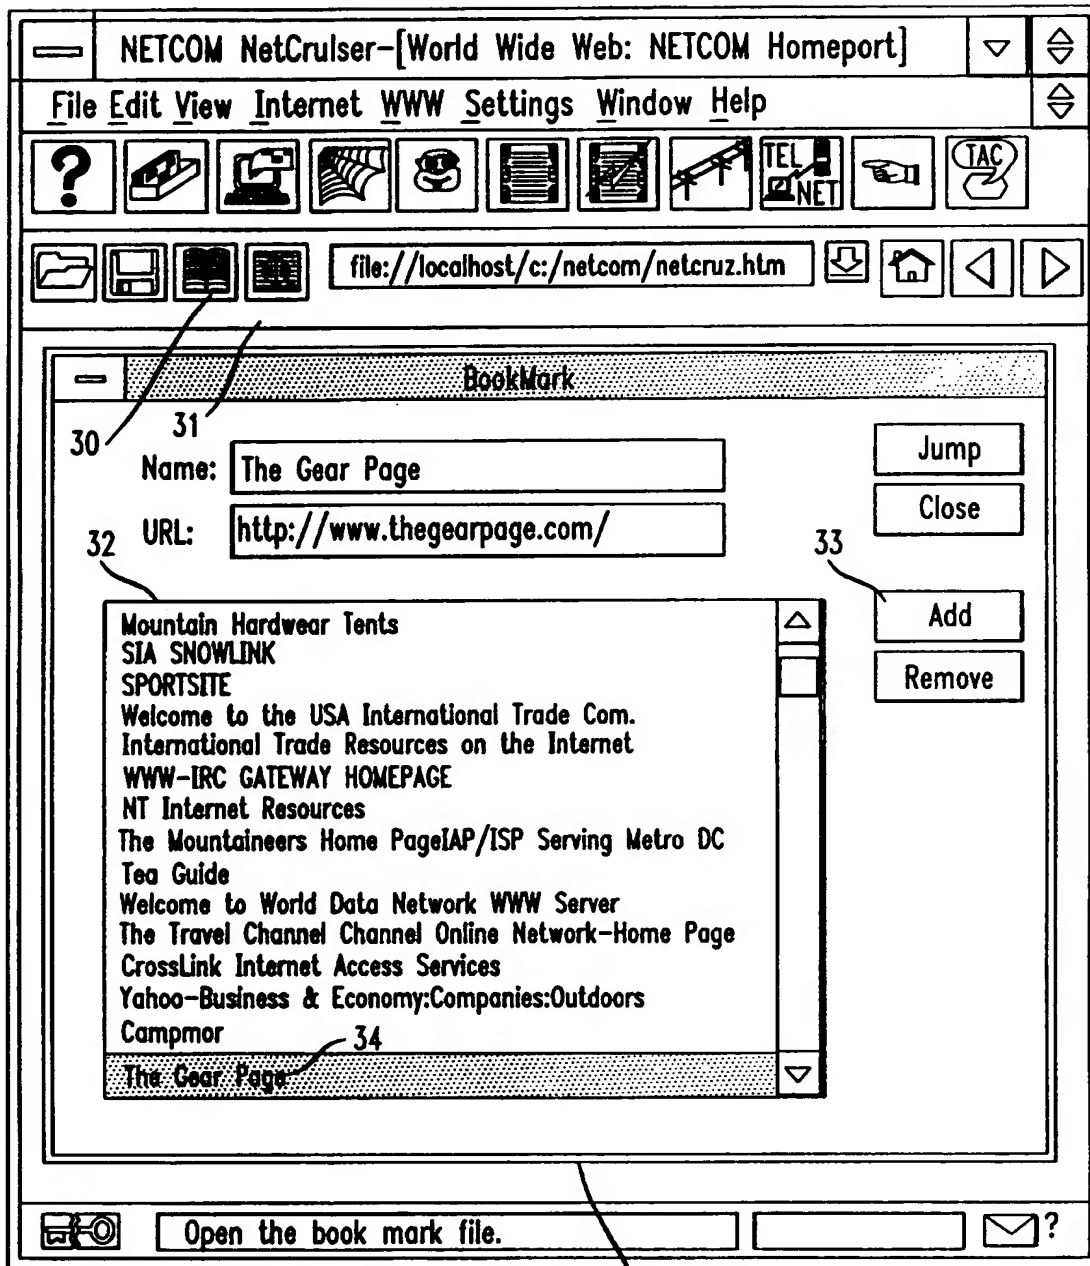 NETCOM NetCruIser-[World Wide Web: NETCOM Homeport]
File Edit View Internet WWW Settings Window Help
?
TEL
NET
TAC
file://localhost/c:/netcom/netcruz.htm
BookMark
30
31
Name: The Gear Page
Jump
URL: http://www.thegearpage.com/
Close
32
33
Add
Remove
Mountain Hardwear Tents
SIA SNOWLINK
SPORTSITE
Welcome to the USA International Trade Com.
International Trade Resources on the Internet
WWW-IRC GATEWAY HOMEPAGE
NT Internet Resources
The Mountaineers Home PageIAP/ISP Serving Metro DC
Tea Guide
Welcome to World Data Network WWW Server
The Travel Channel Channel Online Network-Home Page
CrossLink Internet Access Services
Yahoo-Business & Economy:Companies:Outdoors
Campmor
34
The Gear Page
Open the book mark file.
?